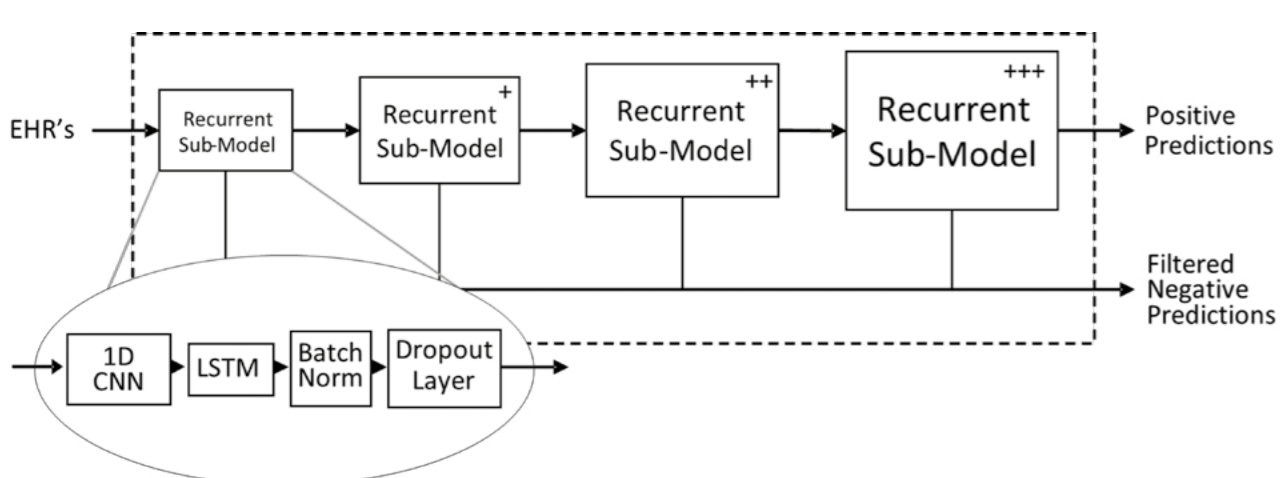 EHR's
Recurrent
Sub-Model
+
Recurrent
Sub-Model
++
Recurrent
Sub-Model
+++
Recurrent
Sub-Model
Positive
Predictions
Filtered
Negative
Predictions
1D
CNN
LSTM
Batch
Norm
Dropout
Layer